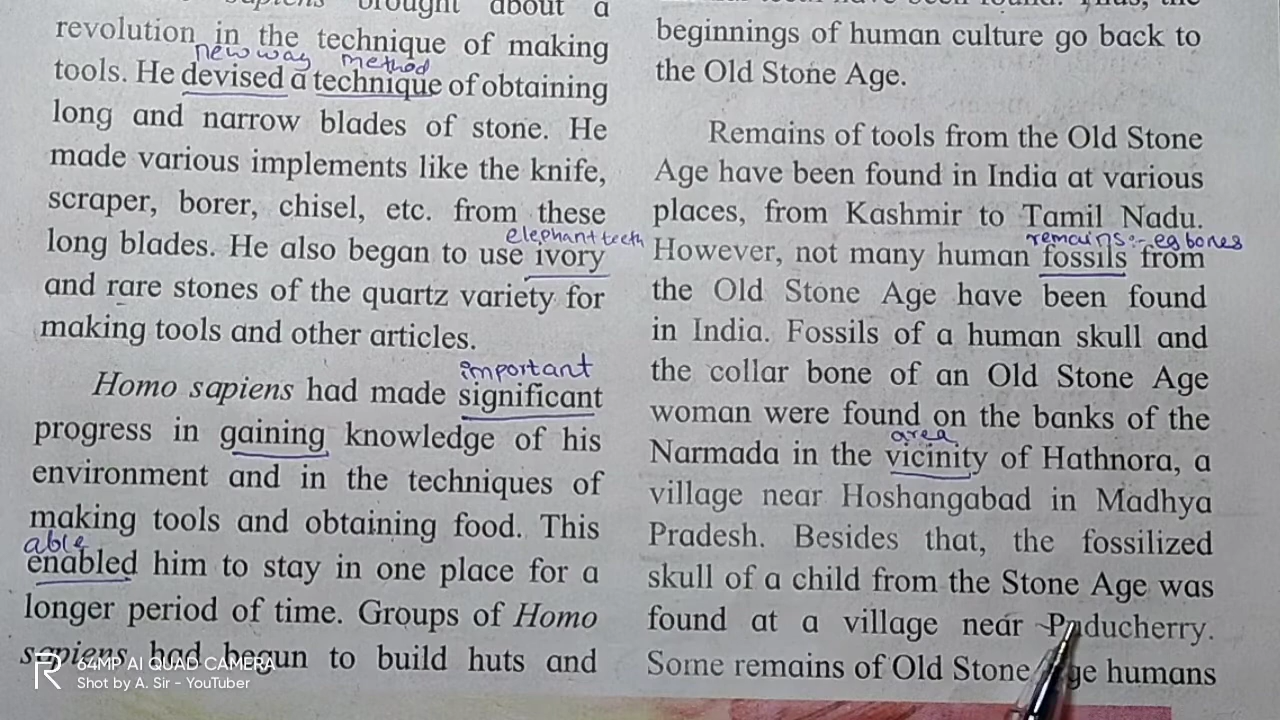 sapiens brought about a
revolution in the technique of making
new way method
tools. He devised a technique of obtaining
long and narrow blades of stone. He
made various implements like the knife,
scraper, borer, chisel, etc. from these
elephant teeth
long blades. He also began to use ivory
and rare stones of the quartz variety for
making tools and other articles.
important
Homo sapiens had made significant
progress in gaining knowledge of his
environment and in the techniques of
making tools and obtaining food. This
able
enabled him to stay in one place for a
longer period of time. Groups of Homo
sapiens had begun to build huts and
beginnings of human culture go back to
the Old Stone Age.
Remains of tools from the Old Stone
Age have been found in India at various
places, from Kashmir to Tamil Nadu.
remains:- eg bones
However, not many human fossils from
the Old Stone Age have been found
in India. Fossils of a human skull and
the collar bone of an Old Stone Age
woman were found on the banks of the
area
Narmada in the vicinity of Hathnora, a
village near Hoshangabad in Madhya
Pradesh. Besides that, the fossilized
skull of a child from the Stone Age was
found at a village near Puducherry.
Some remains of Old Stone Age humans
R
64MP AI QUAD CAMERA
Shot by A. Sir - YouTuber